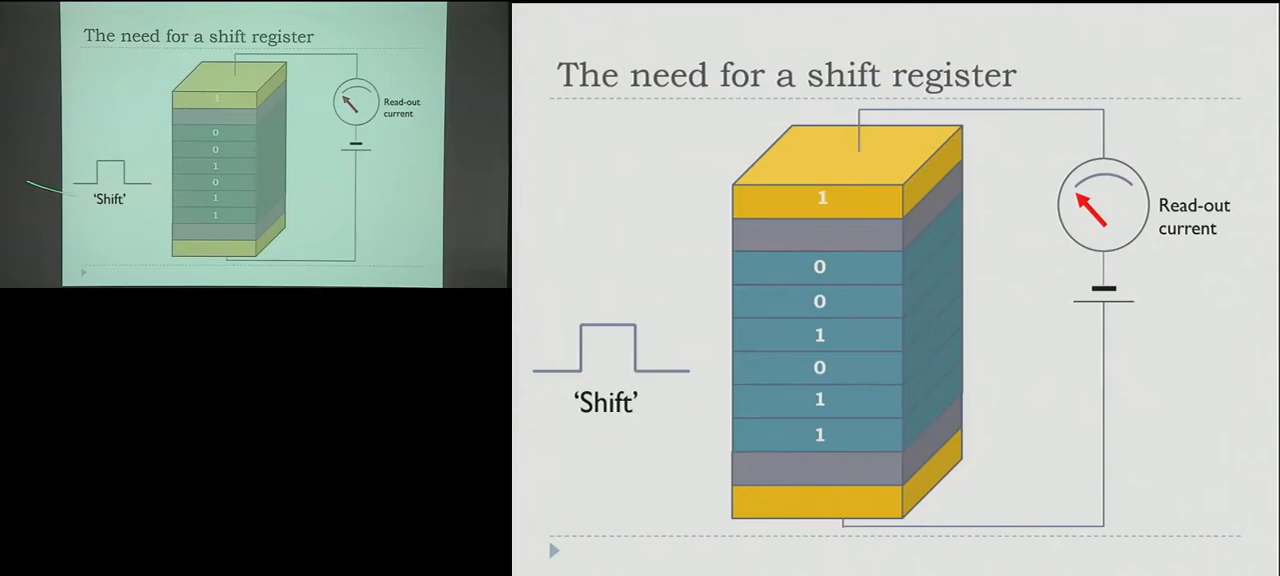 The need for a shift register
1
0
0
1
0
1
1
Read-out
current
‘Shift’
The need for a shift register
1
0
0
1
0
1
1
Read-out
current
‘Shift’